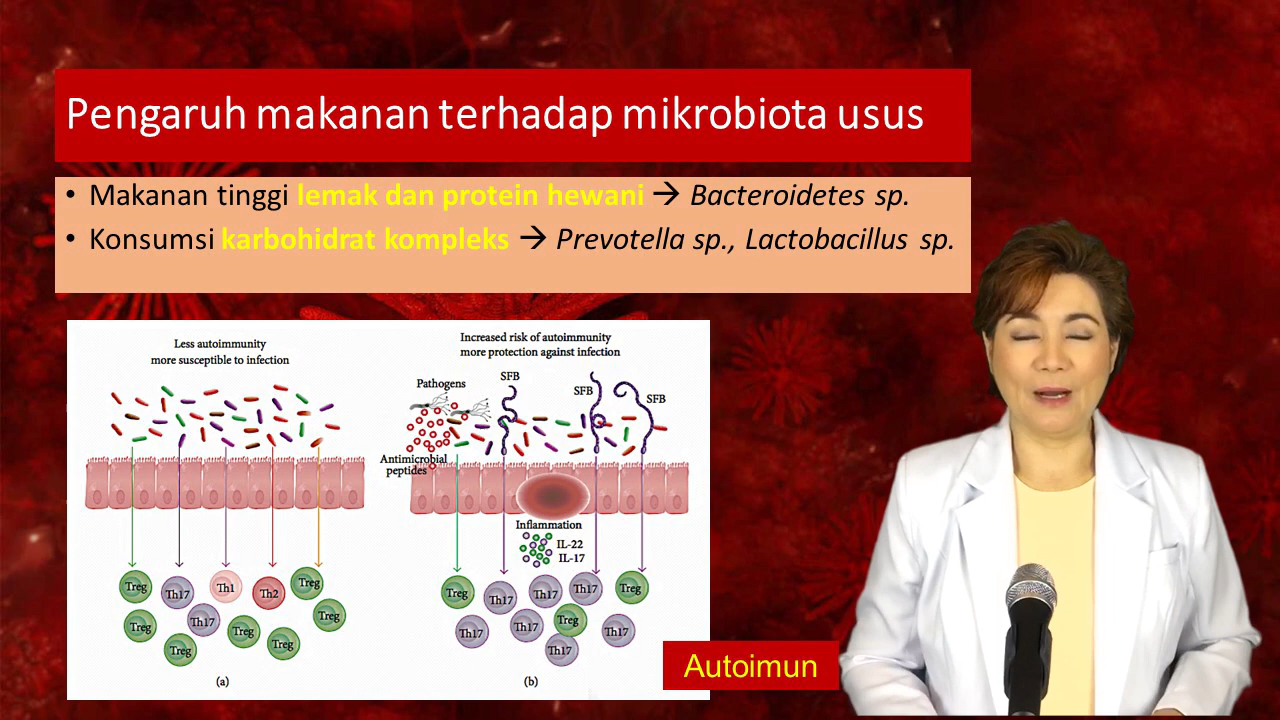 Pengaruh makanan terhadap mikrobiota usus
• Makanan tinggi lemak dan protein hewani → Bacteroidetes sp.
• Konsumsi karbohidrat kompleks → Prevotella sp., Lactobacillus sp.
Less autoimmunity
more susceptible to infection
Treg
Th17
Th1
Th2
Treg
Treg
Th17
Treg
Treg
Treg
Treg
(a)
Increased risk of autoimmunity
more protection against infection
Pathogens
SFB
SFB
SFB
Antimicrobial
peptides
Inflammation
IL-22
IL-17
Treg
Th17
Th17
Th17
Treg
Th17
Th17
Treg
Th17
Th17
(b)
Autoimun